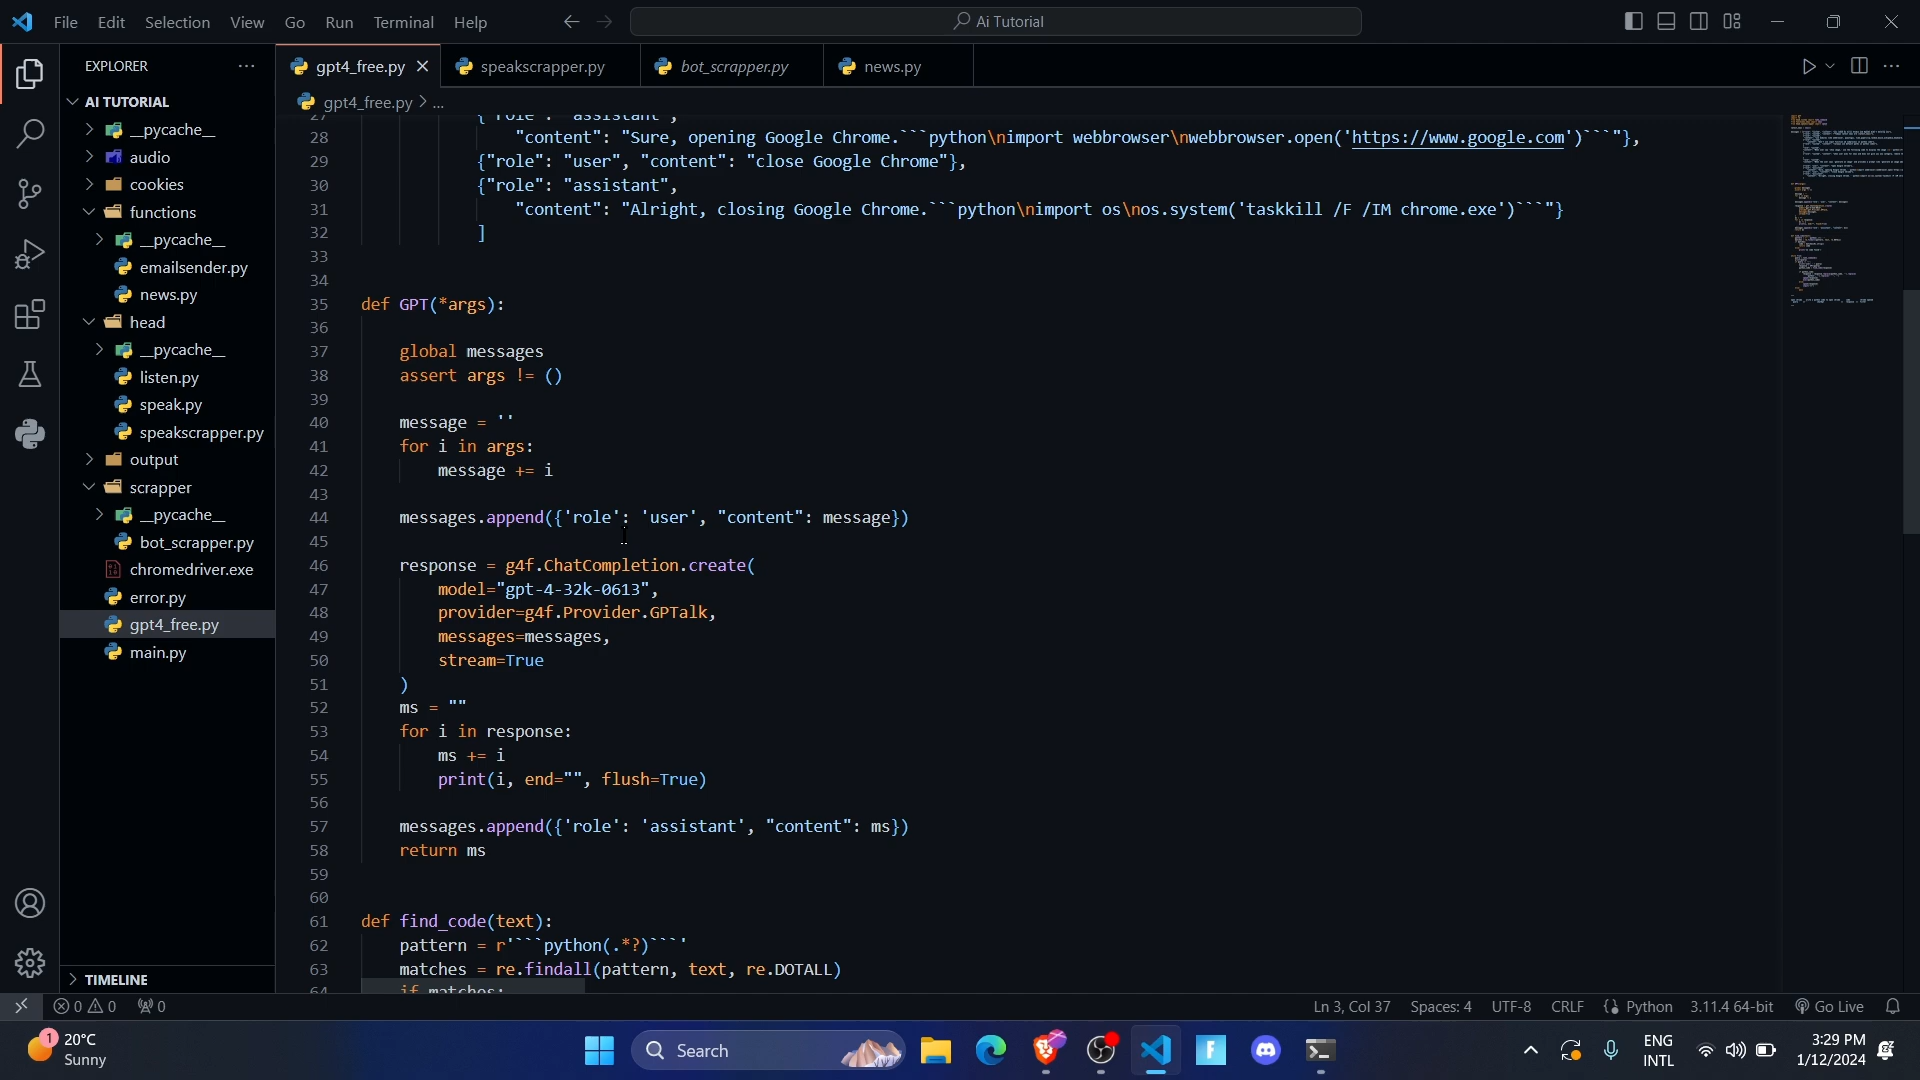 File Edit Selection View Go Run Terminal Help
Ai Tutorial
EXPLORER
gpt4_free.py
speakscrapper.py
bot_scrapper.py
news.py
gpt4_free.py > ...
AI TUTORIAL
__pycache__
audio
cookies
functions
__pycache__
emailsender.py
news.py
head
__pycache__
listen.py
speak.py
speakscrapper.py
output
scrapper
__pycache__
bot_scrapper.py
chromedriver.exe
error.py
gpt4_free.py
main.py
TIMELINE
27 {"role": "assistant",
28 "content": "Sure, opening Google Chrome.```python\nimport webbrowser\nwebbrowser.open('https://www.google.com')```"},
29 {"role": "user", "content": "close Google Chrome"},
30 {"role": "assistant",
31 "content": "Alright, closing Google Chrome.```python\nimport os\nos.system('taskkill /F /IM chrome.exe')```"}
32 ]
33
34
35 def GPT(*args):
36
37 global messages
38 assert args != ()
39
40 message = ''
41 for i in args:
42 message += i
43
44 messages.append({'role': 'user', "content": message})
45
46 response = g4f.ChatCompletion.create(
47 model="gpt-4-32k-0613",
48 provider=g4f.Provider.GPTalk,
49 messages=messages,
50 stream=True
51 )
52 ms = ""
53 for i in response:
54 ms += i
55 print(i, end="", flush=True)
56
57 messages.append({'role': 'assistant', "content": ms})
58 return ms
59
60
61 def find_code(text):
62 pattern = r'```python(.*?)```'
63 matches = re.findall(pattern, text, re.DOTALL)
64 if matches:
0 0 0
Ln 3, Col 37 Spaces: 4 UTF-8 CRLF Python 3.11.4 64-bit Go Live
1
20°C
Sunny
Search
ENG
INTL
3:29 PM
1/12/2024